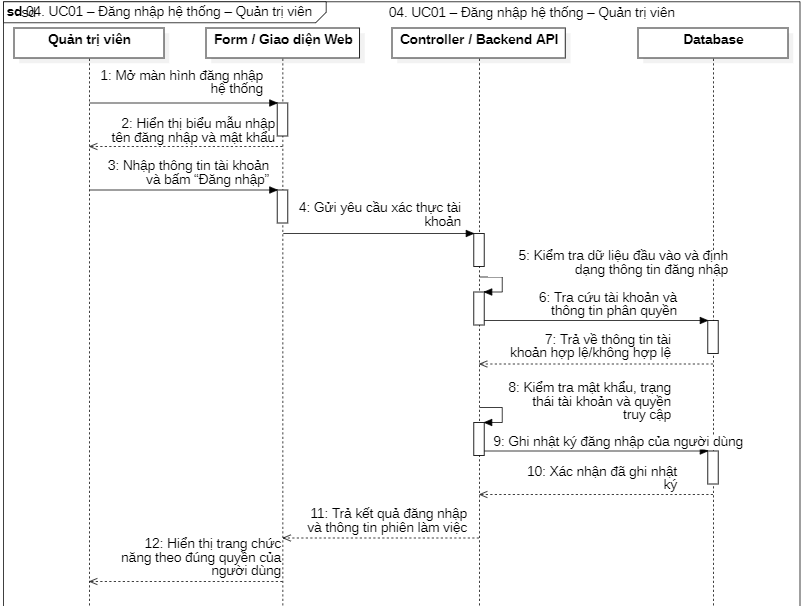 sd 04. UC01 – Đăng nhập hệ thống – Quản trị viên
04. UC01 – Đăng nhập hệ thống – Quản trị viên
Quản trị viên
Form / Giao diện Web
Controller / Backend API
Database
1: Mở màn hình đăng nhập
hệ thống
2: Hiển thị biểu mẫu nhập
tên đăng nhập và mật khẩu
3: Nhập thông tin tài khoản
và bấm “Đăng nhập”
4: Gửi yêu cầu xác thực tài
khoản
5: Kiểm tra dữ liệu đầu vào và định
dạng thông tin đăng nhập
6: Tra cứu tài khoản và
thông tin phân quyền
7: Trả về thông tin tài
khoản hợp lệ/không hợp lệ
8: Kiểm tra mật khẩu, trạng
thái tài khoản và quyền
truy cập
9: Ghi nhật ký đăng nhập của người dùng
10: Xác nhận đã ghi nhật
ký
11: Trả kết quả đăng nhập
và thông tin phiên làm việc
12: Hiển thị trang chức
năng theo đúng quyền của
người dùng